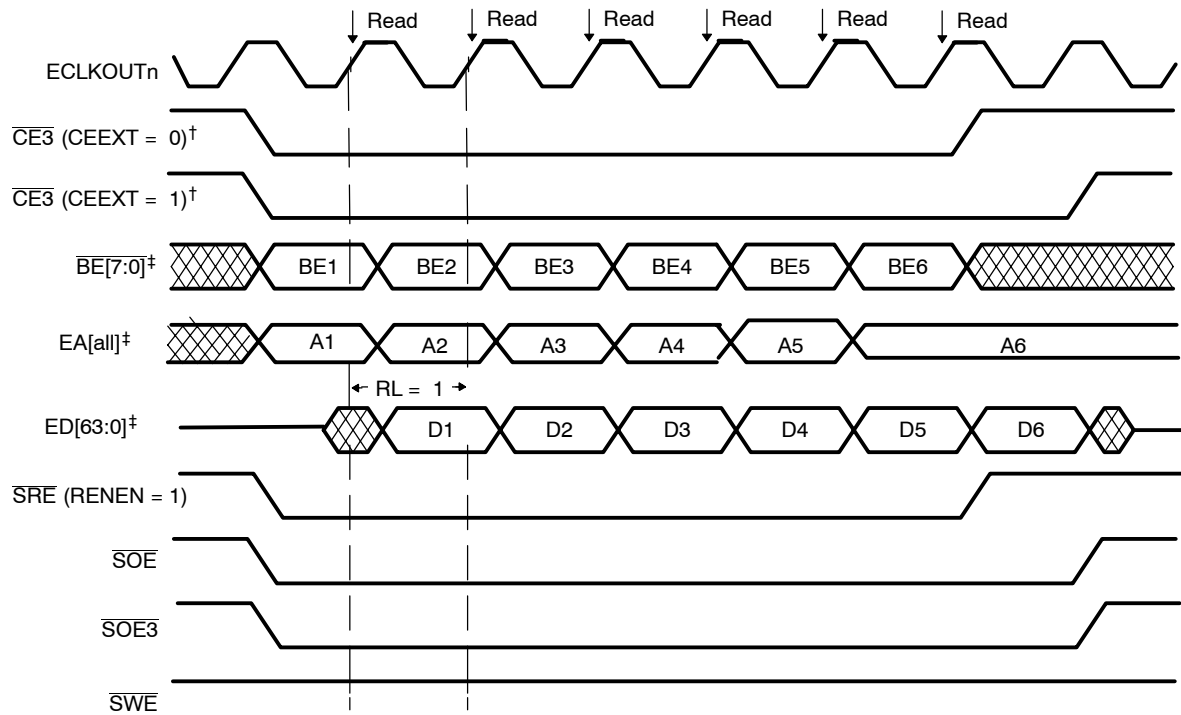 Read Read Read Read Read Read
ECLKOUTn
CE3 (CEEXT = 0)†
CE3 (CEEXT = 1)†
BE[7:0]‡ BE1 BE2 BE3 BE4 BE5 BE6
EA[all]‡ A1 A2 A3 A4 A5 A6
RL = 1
ED[63:0]‡ D1 D2 D3 D4 D5 D6
SRE (RENEN = 1)
SOE
SOE3
SWE